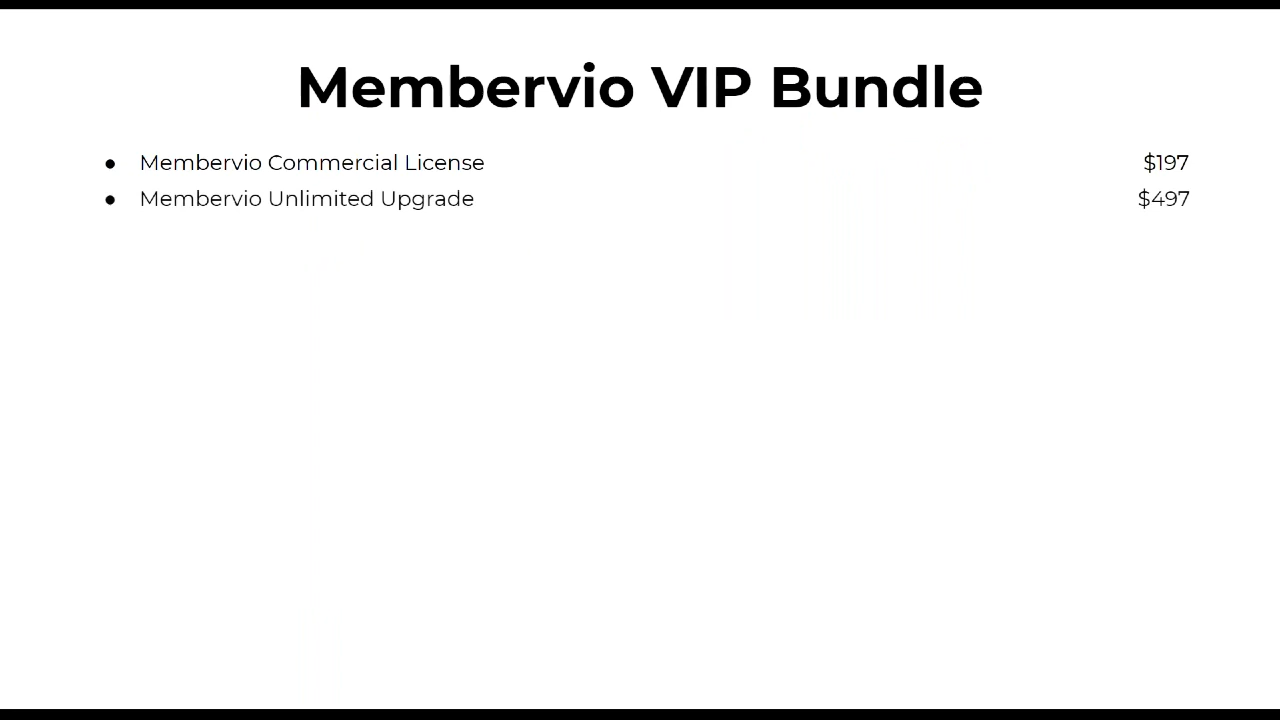 Membervio VIP Bundle
● Membervio Commercial License $197
● Membervio Unlimited Upgrade $497